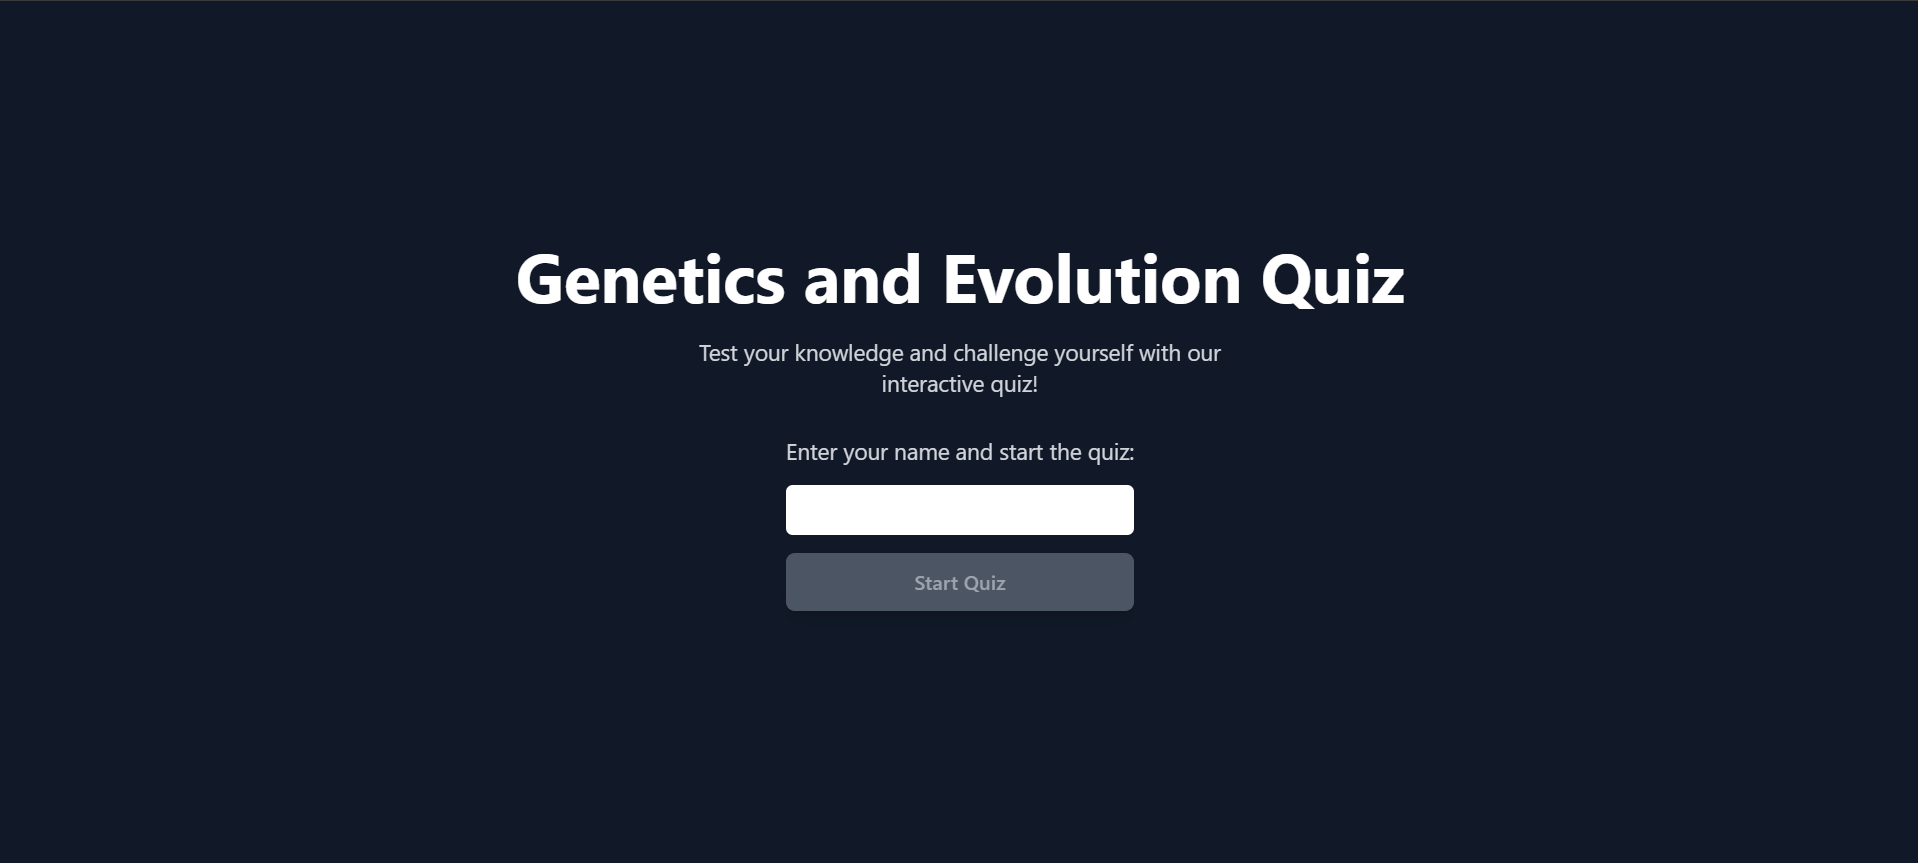 Genetics and Evolution Quiz
Test your knowledge and challenge yourself with our
interactive quiz!
Enter your name and start the quiz:
Start Quiz